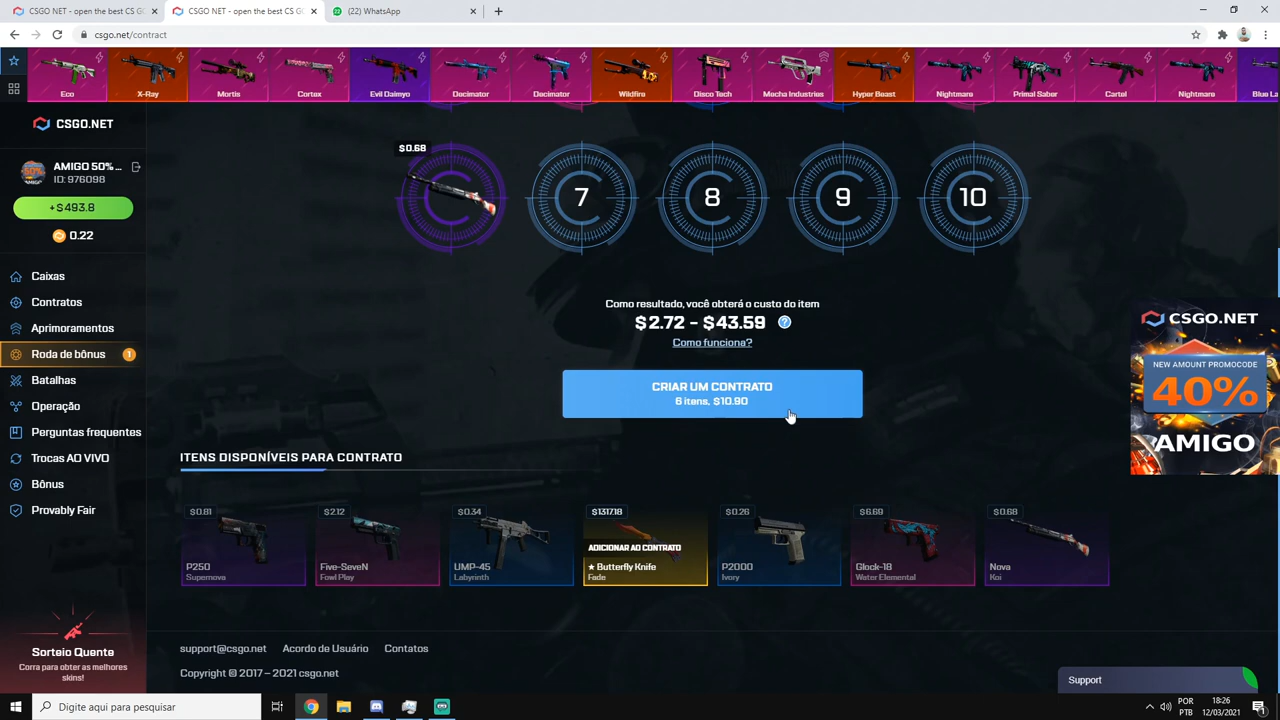 CSGO NET - open the best CS GO
CSGO NET - open the best CS GO
(22) WhatsApp
csgo.net/contract
Eco
X-Ray
Mortis
Cortex
Evil Daimyo
Decimator
Decimator
Wildfire
Disco Tech
Mecha Industries
Hyper Beast
Nightmare
Primal Saber
Cartel
Nightmare
Blue La
CSGO.NET
AMIGO 50% ...
ID: 976098
+$493.8
0.22
Caixas
Contratos
Aprimoramentos
Roda de bônus 1
Batalhas
Operação
Perguntas frequentes
Trocas AO VIVO
Bônus
Provably Fair
Sorteio Quente
Corra para obter as melhores
skins!
$0.68
7
8
9
10
Como resultado, você obterá o custo do item
$2.72 - $43.59 ?
Como funciona?
CRIAR UM CONTRATO
6 itens, $10.90
ITENS DISPONÍVEIS PARA CONTRATO
$0.81
P250
Supernova
$2.12
Five-SeveN
Fowl Play
$0.34
UMP-45
Labyrinth
$1317.18
ADICIONAR AO CONTRATO
★ Butterfly Knife
Fade
$0.26
P2000
Ivory
$6.69
Glock-18
Water Elemental
$0.68
Nova
Koi
CSGO.NET
NEW AMOUNT PROMOCODE
40%
AMIGO
support@csgo.net
Acordo de Usuário
Contatos
Copyright © 2017 – 2021 csgo.net
Support
Digite aqui para pesquisar
POR
PTB
18:26
12/03/2021
1